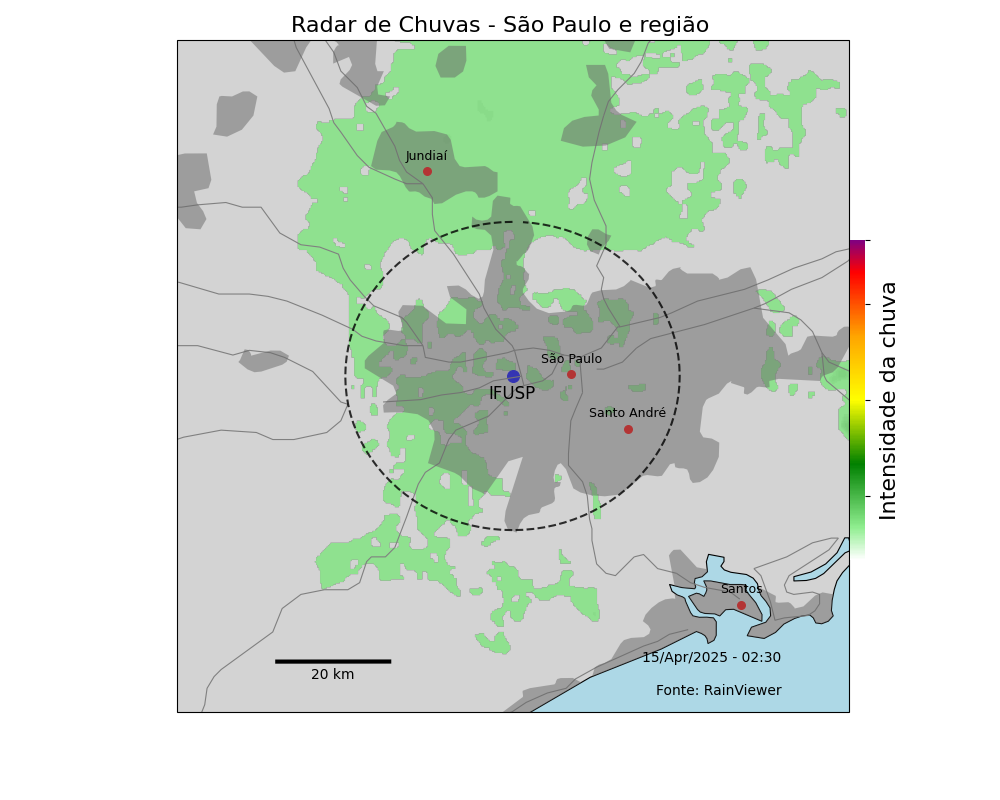 Radar de Chuvas - São Paulo e região
Jundiaí
São Paulo
IFUSP
Santo André
Santos
15/Apr/2025 - 02:30
20 km
Fonte: RainViewer
Intensidade da chuva